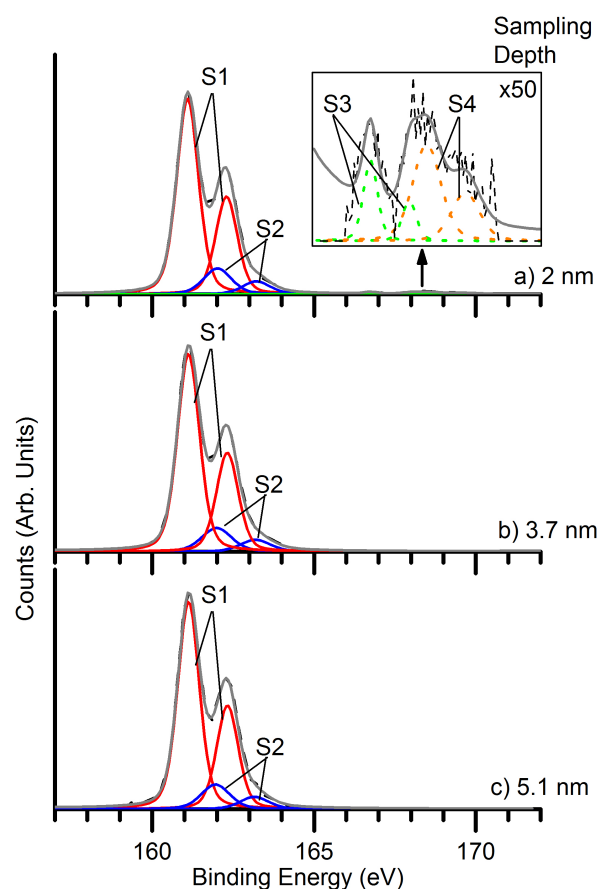 Sampling
Depth
x50
S1
S3
S4
S2
a) 2 nm
S1
S2
b) 3.7 nm
S1
S2
c) 5.1 nm
Counts (Arb. Units)
160
165
170
Binding Energy (eV)